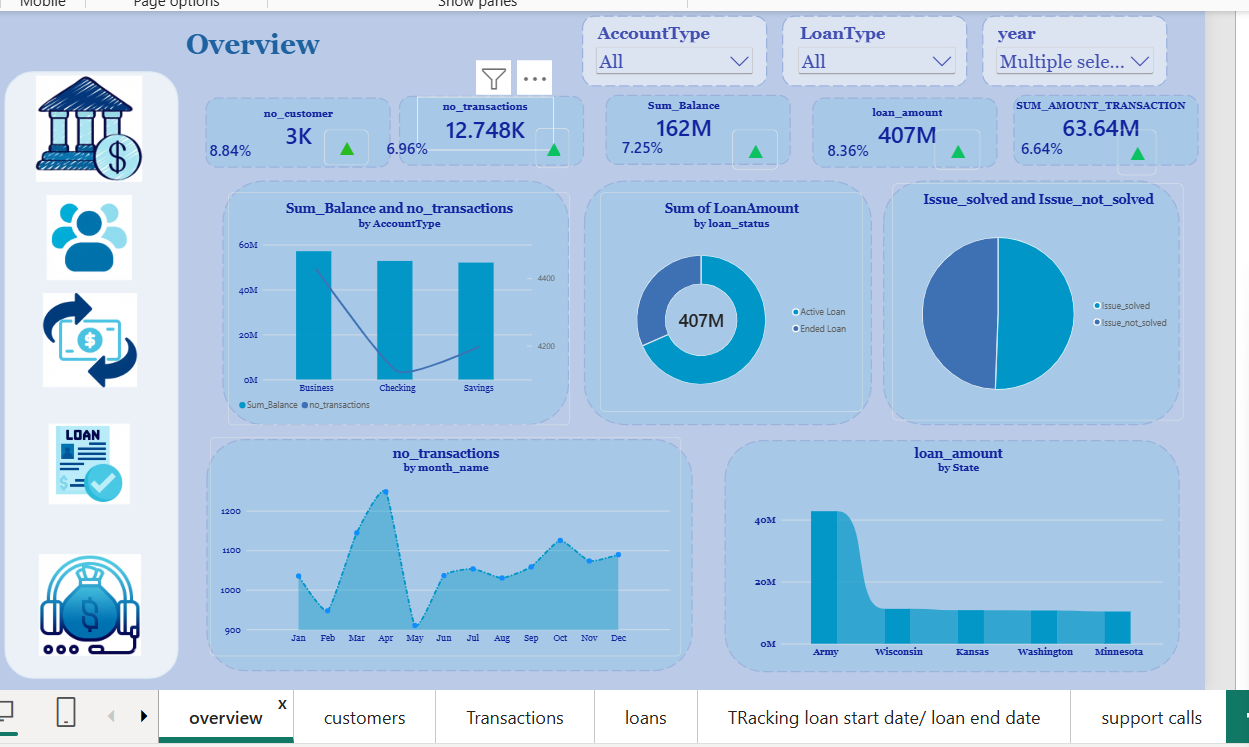 Mobile
Page options
Show panes
Overview
AccountType
All
LoanType
All
year
Multiple sele...
no_customer
3K
8.84%
no_transactions
12.748K
6.96%
Sum_Balance
162M
7.25%
loan_amount
407M
8.36%
SUM_AMOUNT_TRANSACTION
63.64M
6.64%
Sum_Balance and no_transactions
by AccountType
60M
40M
20M
0M
4400
4200
Business Checking Savings
Sum_Balance no_transactions
Sum of LoanAmount
by loan_status
407M
Active Loan
Ended Loan
Issue_solved and Issue_not_solved
Issue_solved
Issue_not_solved
LOAN
$
$
$
$
$
no_transactions
by month_name
1200
1100
1000
900
Jan Feb Mar Apr May Jun Jul Aug Sep Oct Nov Dec
loan_amount
by State
40M
20M
0M
Army Wisconsin Kansas Washington Minnesota
overview x
customers
Transactions
loans
TRacking loan start date/ loan end date
support calls